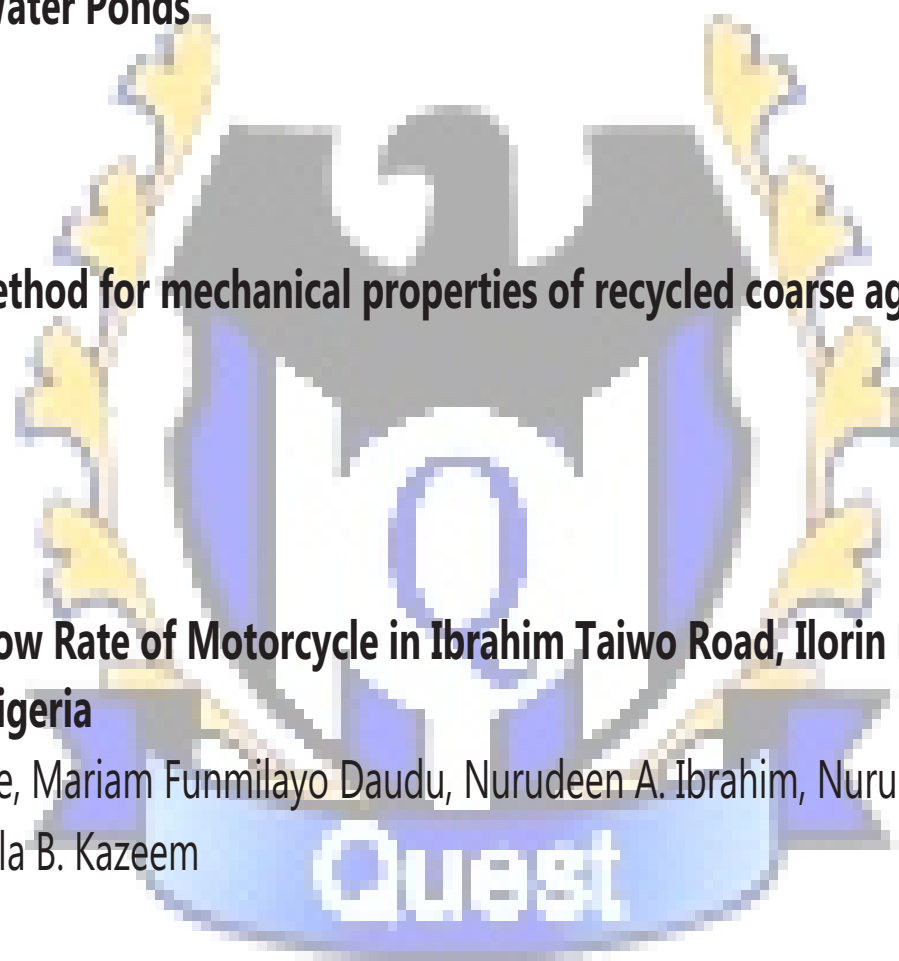 Water Ponds
ethod for mechanical properties of recycled coarse ag
ow Rate of Motorcycle in Ibrahim Taiwo Road, Ilorin
igeria
e, Mariam Funmilayo Daudu, Nurudeen A. Ibrahim, Nuru
la B. Kazeem
Q
Quest